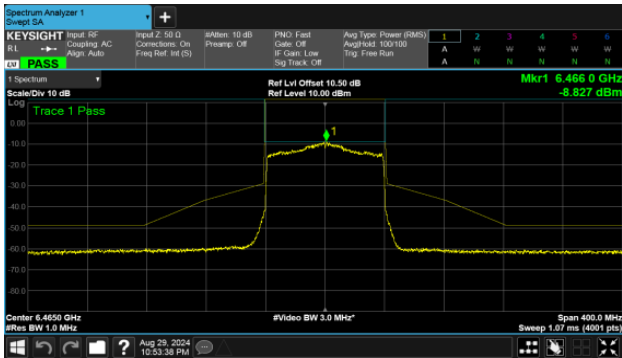 Spectrum Analyzer 1
Swept SA
+
KEYSIGHT Input: RF Input Z: 50 Ω #Atten: 10 dB PNO: Fast Avg Type: Power (RMS) 1 2 3 4 5 6
RL Coupling: AC Corrections: On Preamp: Off Gate: Off Avg|Hold: 100/100 A W W W W W
Align: Auto Freq Ref: Int (S) IF Gain: Low Trig: Free Run
LW PASS Sig Track: Off A N N N N N
1 Spectrum Ref Lvl Offset 10.50 dB Mkr1 6.466 0 GHz
Scale/Div 10 dB Ref Level 10.00 dBm -8.827 dBm
Log
Trace 1 Pass
0.00
1
-10.0
-20.0
-30.0
-40.0
-50.0
-60.0
-70.0
-80.0
Center 6.4650 GHz #Video BW 3.0 MHz* Span 400.0 MHz
#Res BW 1.0 MHz Sweep 1.07 ms (4001 pts)
? Aug 29, 2024
10:53:38 PM